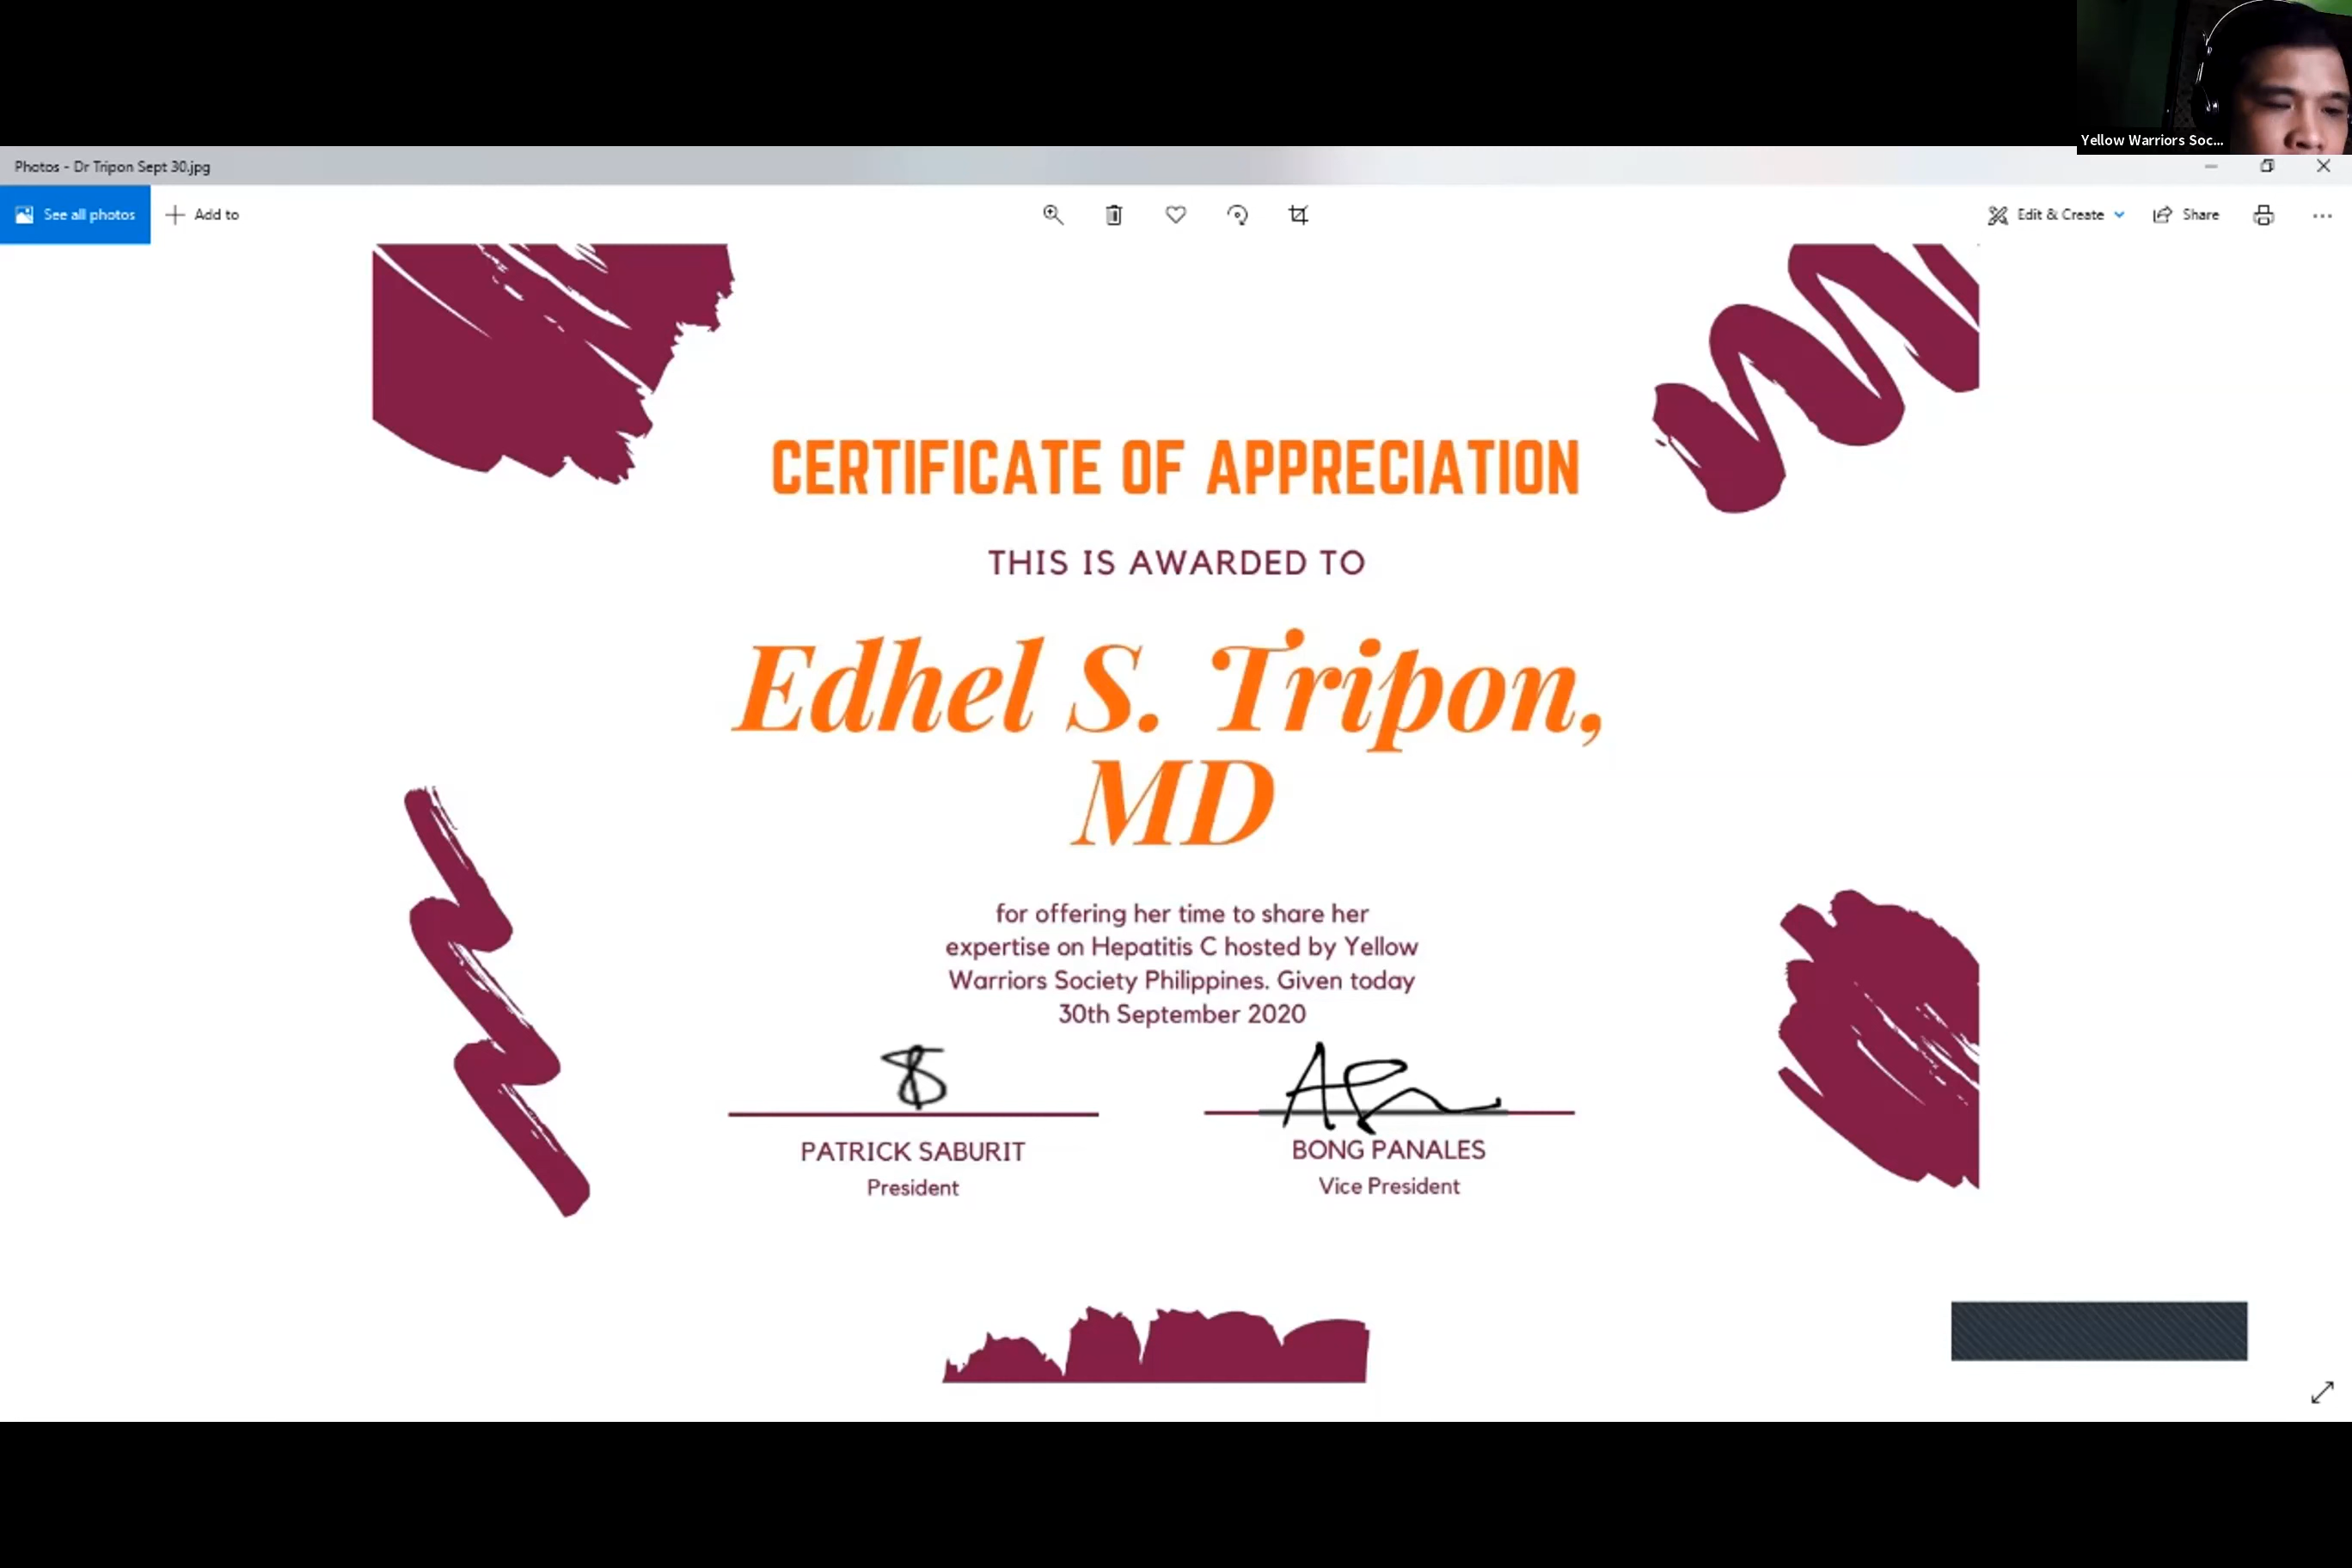 Yellow Warriors Soc...
Photos - Dr Tripon Sept 30.jpg
See all photos
Add to
Edit & Create
Share
CERTIFICATE OF APPRECIATION
THIS IS AWARDED TO
Edhel S. Tripon,
MD
for offering her time to share her
expertise on Hepatitis C hosted by Yellow
Warriors Society Philippines. Given today
30th September 2020
PATRICK SABURIT
President
BONG PANALES
Vice President